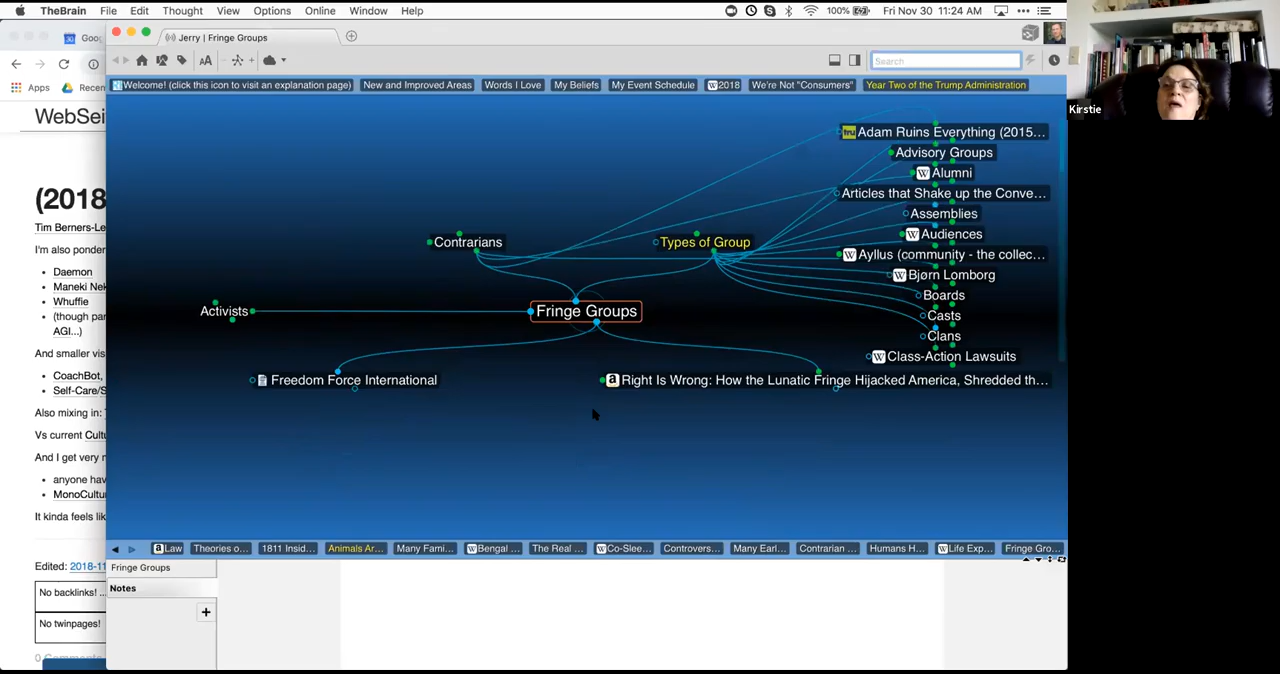 TheBrain File Edit Thought View Options Online Window Help 100% Fri Nov 30 11:24 AM
Goo
Jerry | Fringe Groups
AA
Search
Apps
Recen
Welcome! (click this icon to visit an explanation page) New and Improved Areas Words I Love My Beliefs My Event Schedule 2018 We're Not "Consumers" Year Two of the Trump Administration
WebSei
Kirstie
Adam Ruins Everything (2015...
Advisory Groups
Alumni
Articles that Shake up the Conve...
(2018
Assemblies
Tim Berners-Le
Audiences
Contrarians
Types of Group
I'm also ponder
Ayllus (community - the collec...
Daemon
Bjørn Lomborg
Maneki Nek
Boards
Whuffie
Activists
Fringe Groups
(though par
Casts
AGI...)
Clans
And smaller vis
Class-Action Lawsuits
CoachBot,
Freedom Force International
Right Is Wrong: How the Lunatic Fringe Hijacked America, Shredded th...
Self-Care/S
Also mixing in:
Vs current Cultu
And I get very n
anyone hav
MonoCultu
It kinda feels lik
Law Theories o... 1811 Insid... Animals Ar... Many Fami... Bengal ... The Real ... Co-Slee... Controvers... Many Earl... Contrarian ... Humans H... Life Exp... Fringe Gro...
Edited: 2018-11
Fringe Groups
Notes
No backlinks! ..
+
No twinpages!
0 Comments